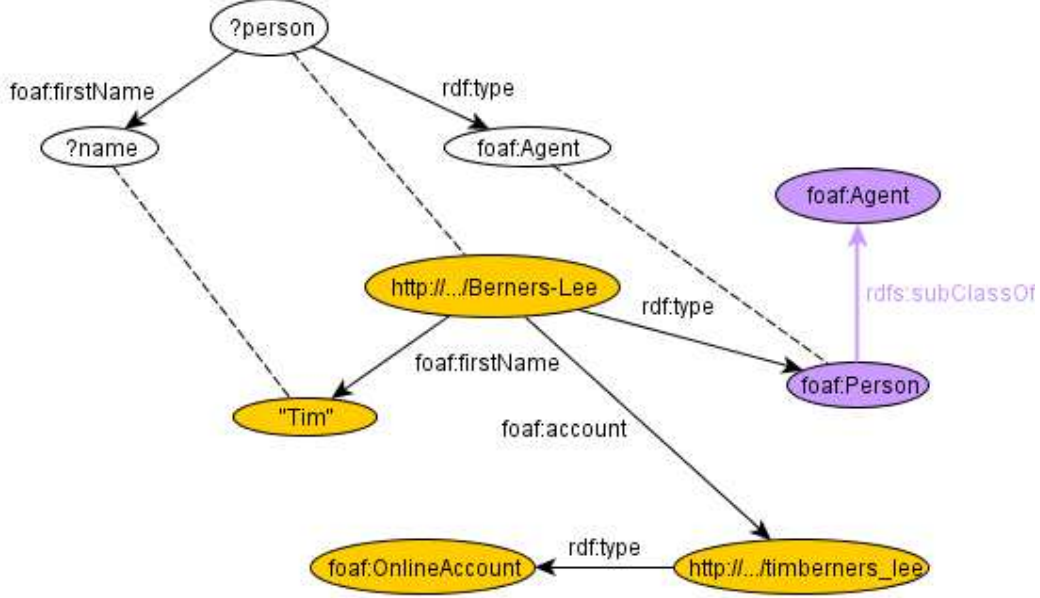 ?person
foaf:firstName
rdf:type
?name
foaf:Agent
foaf:Agent
http://.../Berners-Lee
rdf:type
rdfs:subClassOf
foaf:firstName
foaf:Person
"Tim"
foaf:account
rdf:type
foaf:OnlineAccount
http://.../timberners_lee